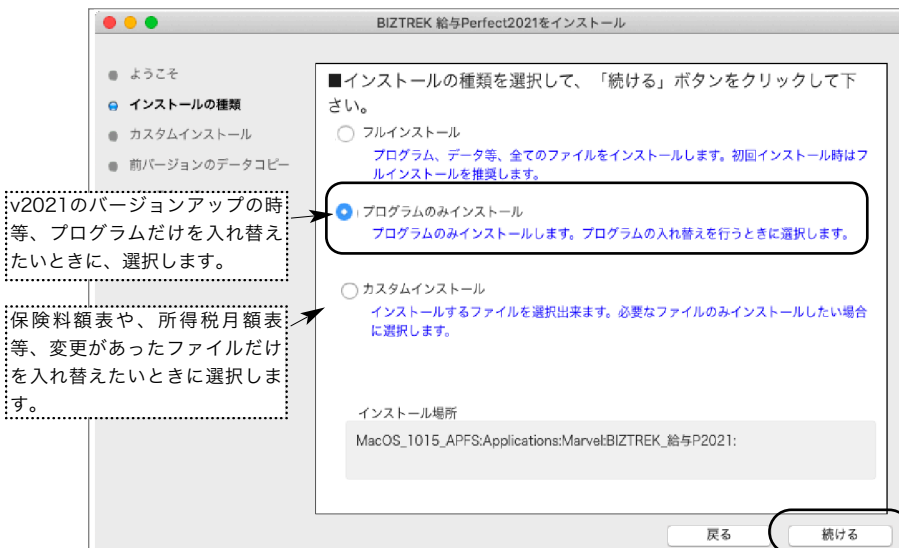 BIZTREK 給与Perfect2021をインストール
ようこそ
インストールの種類
カスタムインストール
前バージョンのデータコピー
■インストールの種類を選択して、「続ける」ボタンをクリックして下
さい。
フルインストール
プログラム、データ等、全てのファイルをインストールします。初回インストール時はフ
ルインストールを推奨します。
プログラムのみインストール
プログラムのみインストールします。プログラムの入れ替えを行うときに選択します。
カスタムインストール
インストールするファイルを選択出来ます。必要なファイルのみインストールしたい場合
に選択します。
v2021のバージョンアップの時
等、プログラムだけを入れ替え
たいときに、選択します。
保険料額表や、所得税月額表
等、変更があったファイルだけ
を入れ替えたいときに選択しま
す。
インストール場所
MacOS_1015_APFS:Applications:Marvel:BIZTREK_給与P2021:
戻る
続ける